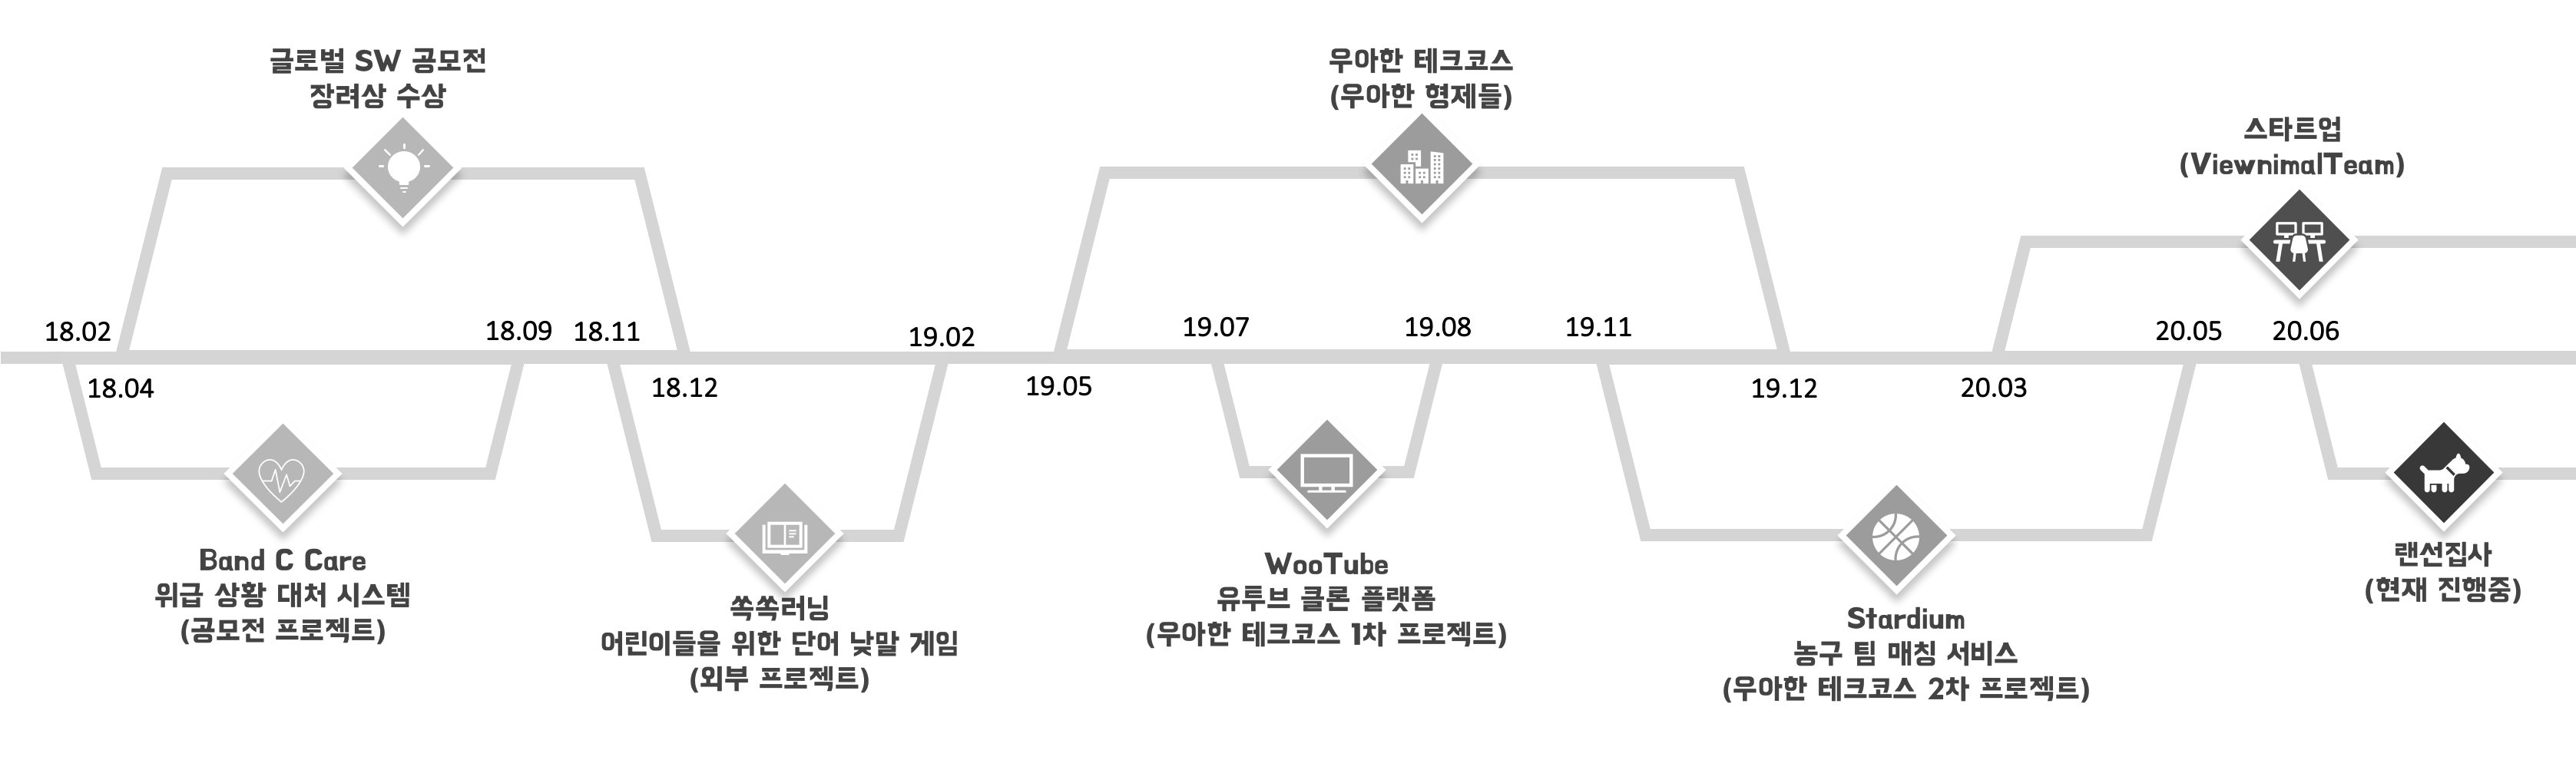 글로벌 SW 공모전
장려상 수상
우아한 테크코스
(우아한 형제들)
스타트업
(ViewnimalTeam)
18.02
18.09
18.11
19.02
19.07
19.08
19.11
20.05
20.06
18.04
18.12
19.05
19.12
20.03
Band C Care
위급 상황 대처 시스템
(공모전 프로젝트)
쏙쏙러닝
어린이들을 위한 단어 낮말 게임
(외부 프로젝트)
WooTube
유투브 클론 플랫폼
(우아한 테크코스 1차 프로젝트)
Stardium
농구 팀 매칭 서비스
(우아한 테크코스 2차 프로젝트)
랜선집사
(현재 진행중)